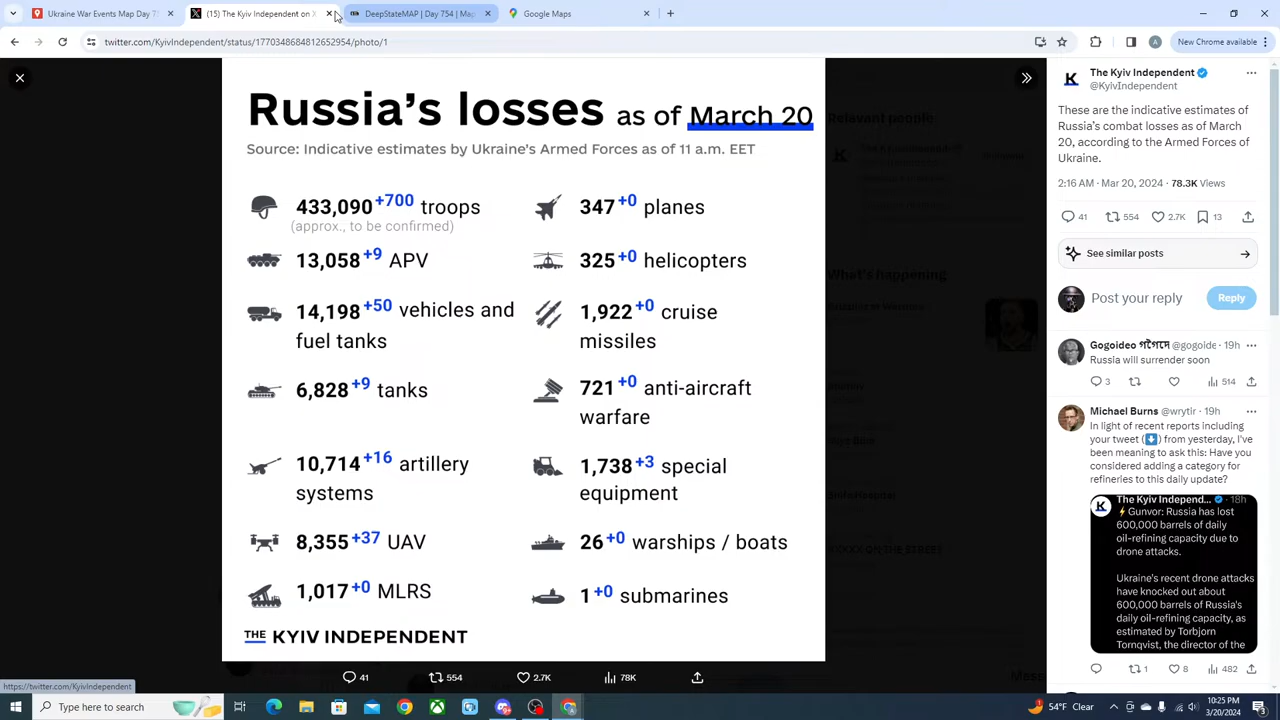 Ukraine War Events Map Day 7
(15) The Kyiv Independent on X
DeepStateMAP | Day 754 | Map
Google Maps
twitter.com/KyivIndependent/status/1770348684812652954/photo/1
New Chrome available
Russia's losses as of March 20
Source: Indicative estimates by Ukraine's Armed Forces as of 11 a.m. EET
433,090 +700 troops
(approx., to be confirmed)
13,058 +9 APV
14,198 +50 vehicles and
fuel tanks
6,828 +9 tanks
10,714 +16 artillery
systems
8,355 +37 UAV
1,017 +0 MLRS
347 +0 planes
325 +0 helicopters
1,922 +0 cruise
missiles
721 +0 anti-aircraft
warfare
1,738 +3 special
equipment
26 +0 warships / boats
1 +0 submarines
THE KYIV INDEPENDENT
41
554
2.7K
78K
Relevant people
What's happening
The Kyiv Independent
@KyivIndependent
These are the indicative estimates of
Russia's combat losses as of March
20, according to the Armed Forces of
Ukraine.
2:16 AM · Mar 20, 2024 · 78.3K Views
41 554 2.7K 13
See similar posts
Post your reply
Reply
Gogoideo গগৈদে @gogoide · 19h
Russia will surrender soon
3 514
Michael Burns @wrytir · 19h
In light of recent reports including
your tweet (⬇️) from yesterday, I've
been meaning to ask this: Have you
considered adding a category for
refineries to this daily update?
The Kyiv Independ... · 18h
⚡Gunvor: Russia has lost
600,000 barrels of daily
oil-refining capacity due to
drone attacks.
Ukraine's recent drone attacks
have knocked out about
600,000 barrels of Russia's
daily oil-refining capacity, as
estimated by Torbjorn
Tornqvist, the director of the
1 8 482
https://twitter.com/KyivIndependent
Type here to search
54°F Clear
10:25 PM
3/20/2024